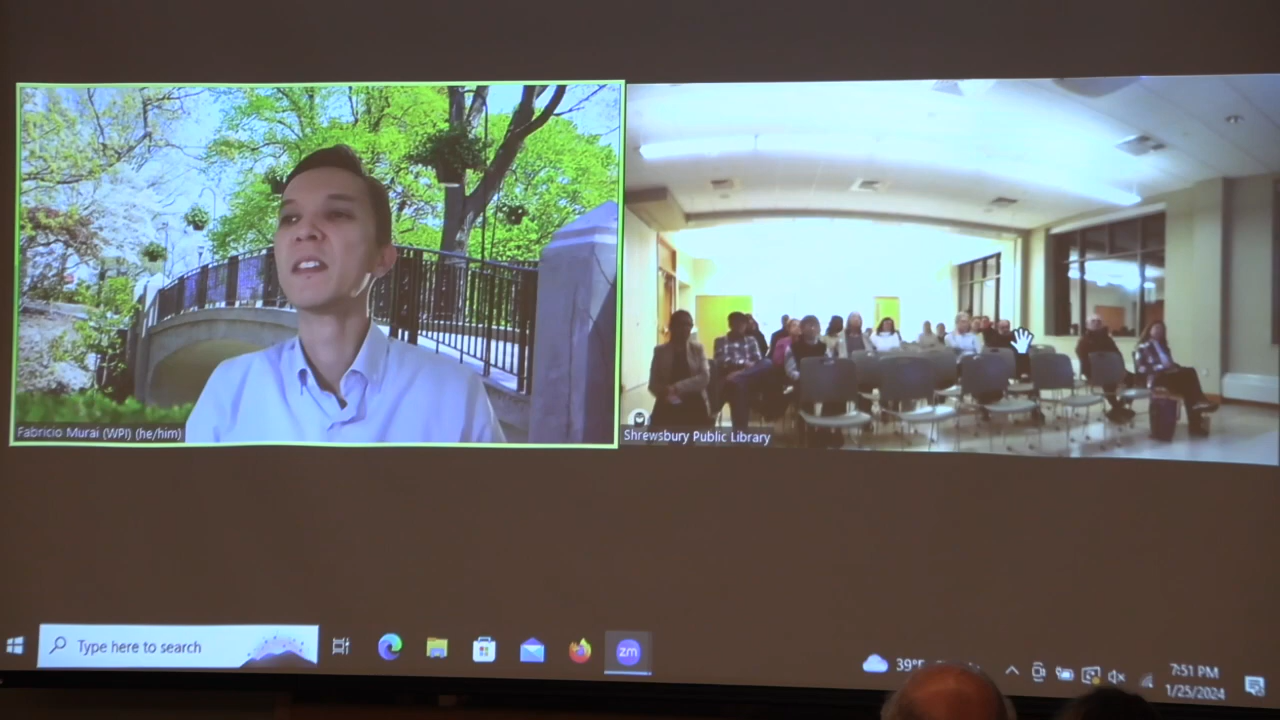 Fabricio Murai (WPI) (he/him)
Shrewsbury Public Library
Type here to search
zm
39°F
7:51 PM
1/25/2024